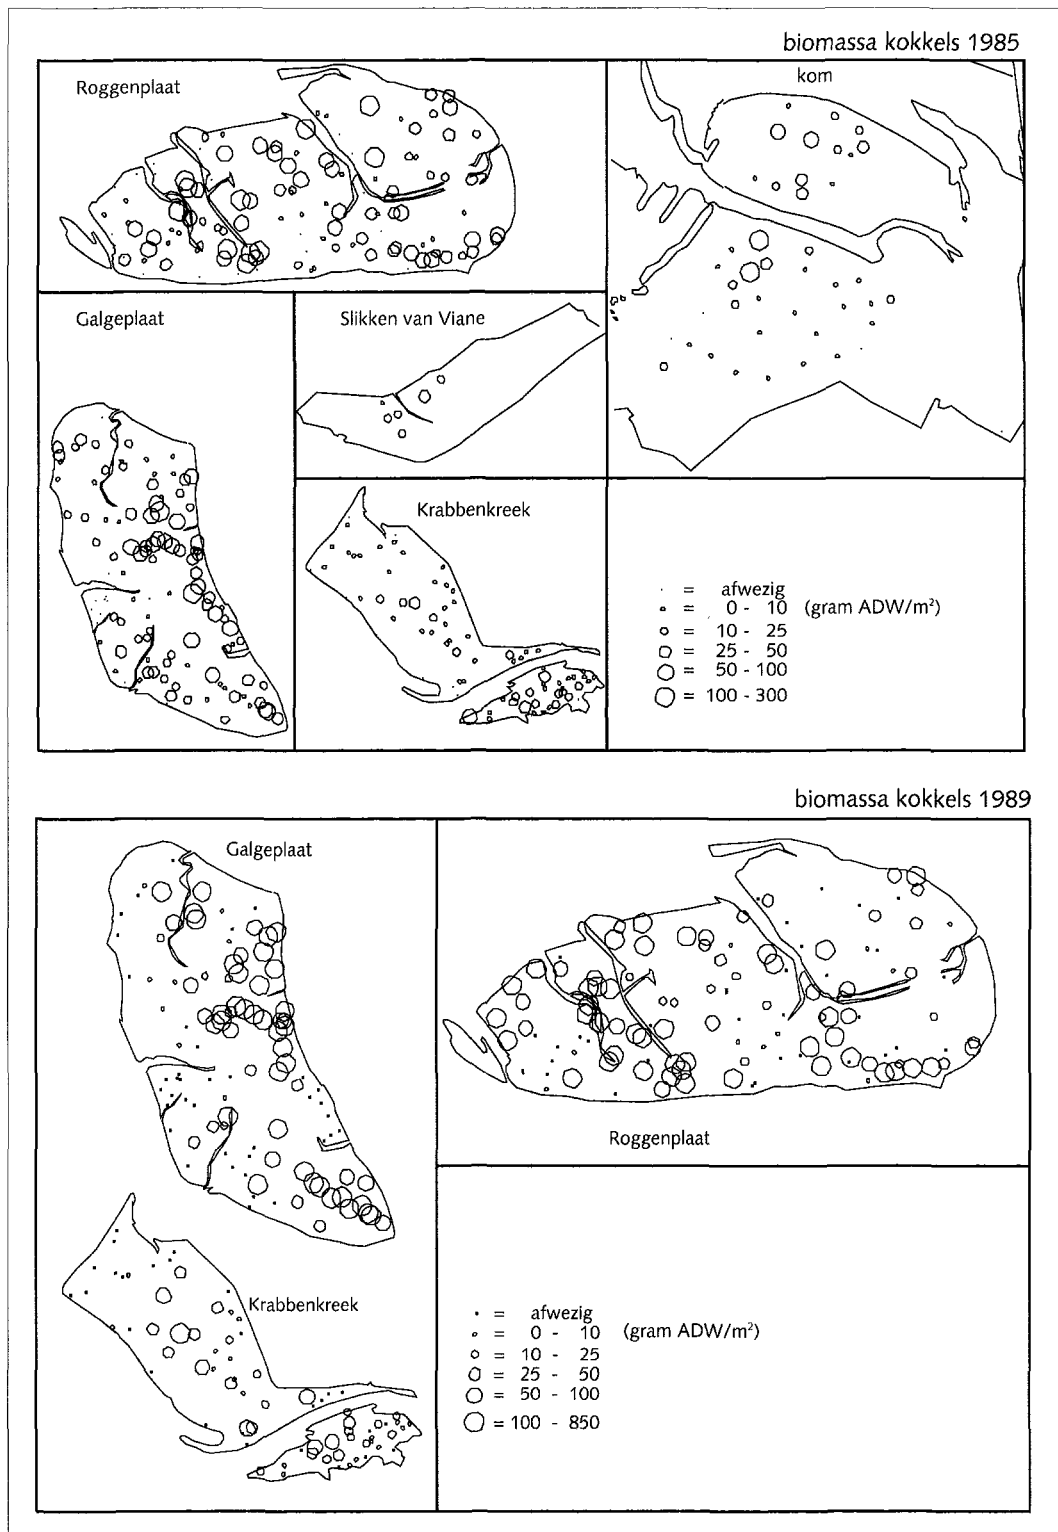 biomassa kokkels 1985
Roggenplaat
kom
Galgeplaat
Slikken van Viane
Krabbenkreek
= afwezig
= 0 - 10 (gram ADW/m²)
= 10 - 25
= 25 - 50
= 50 - 100
= 100 - 300
biomassa kokkels 1989
Galgeplaat
Roggenplaat
Krabbenkreek
= afwezig
= 0 - 10 (gram ADW/m²)
= 10 - 25
= 25 - 50
= 50 - 100
= 100 - 850